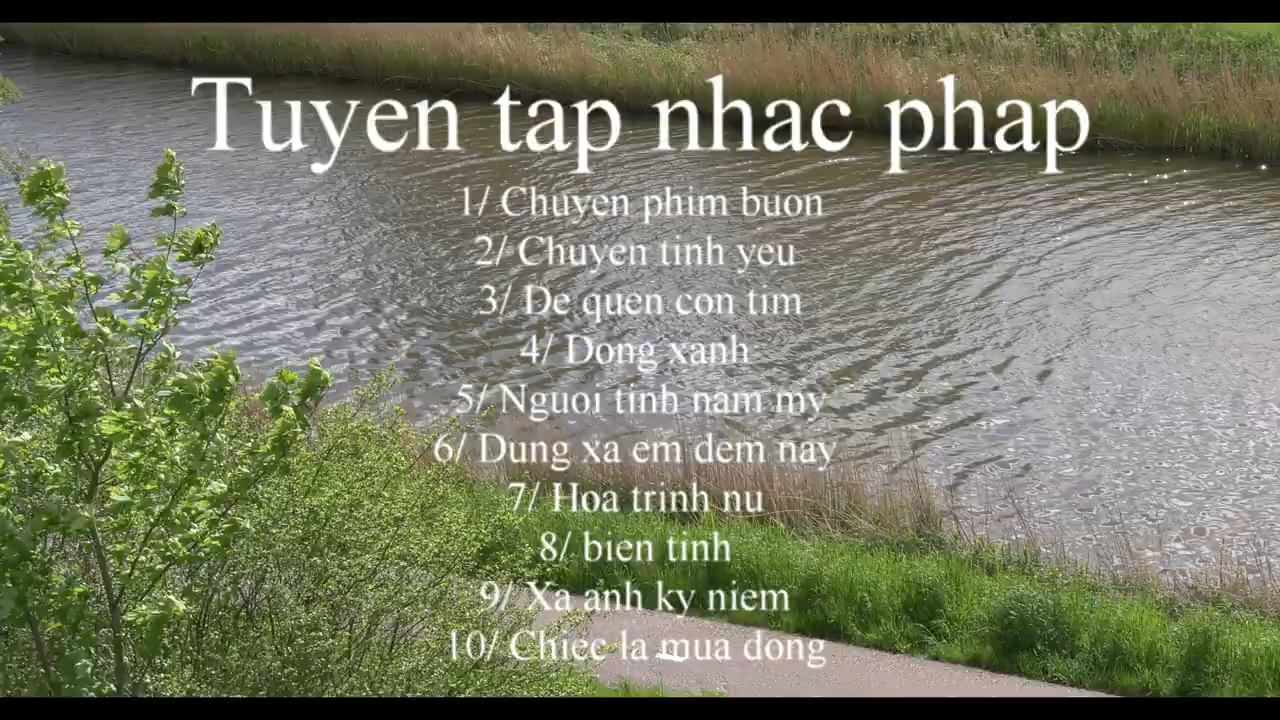 Tuyen tap nhac phap
1/ Chuyen phim buon
2/ Chuyen tinh yeu
3/ De quen con tim
4/ Dong xanh
5/ Nguoi tinh nam my
6/ Dung xa em dem nay
7/ Hoa trinh nu
8/ bien tinh
9/ Xa anh ky niem
10/ Chiec la mua dong